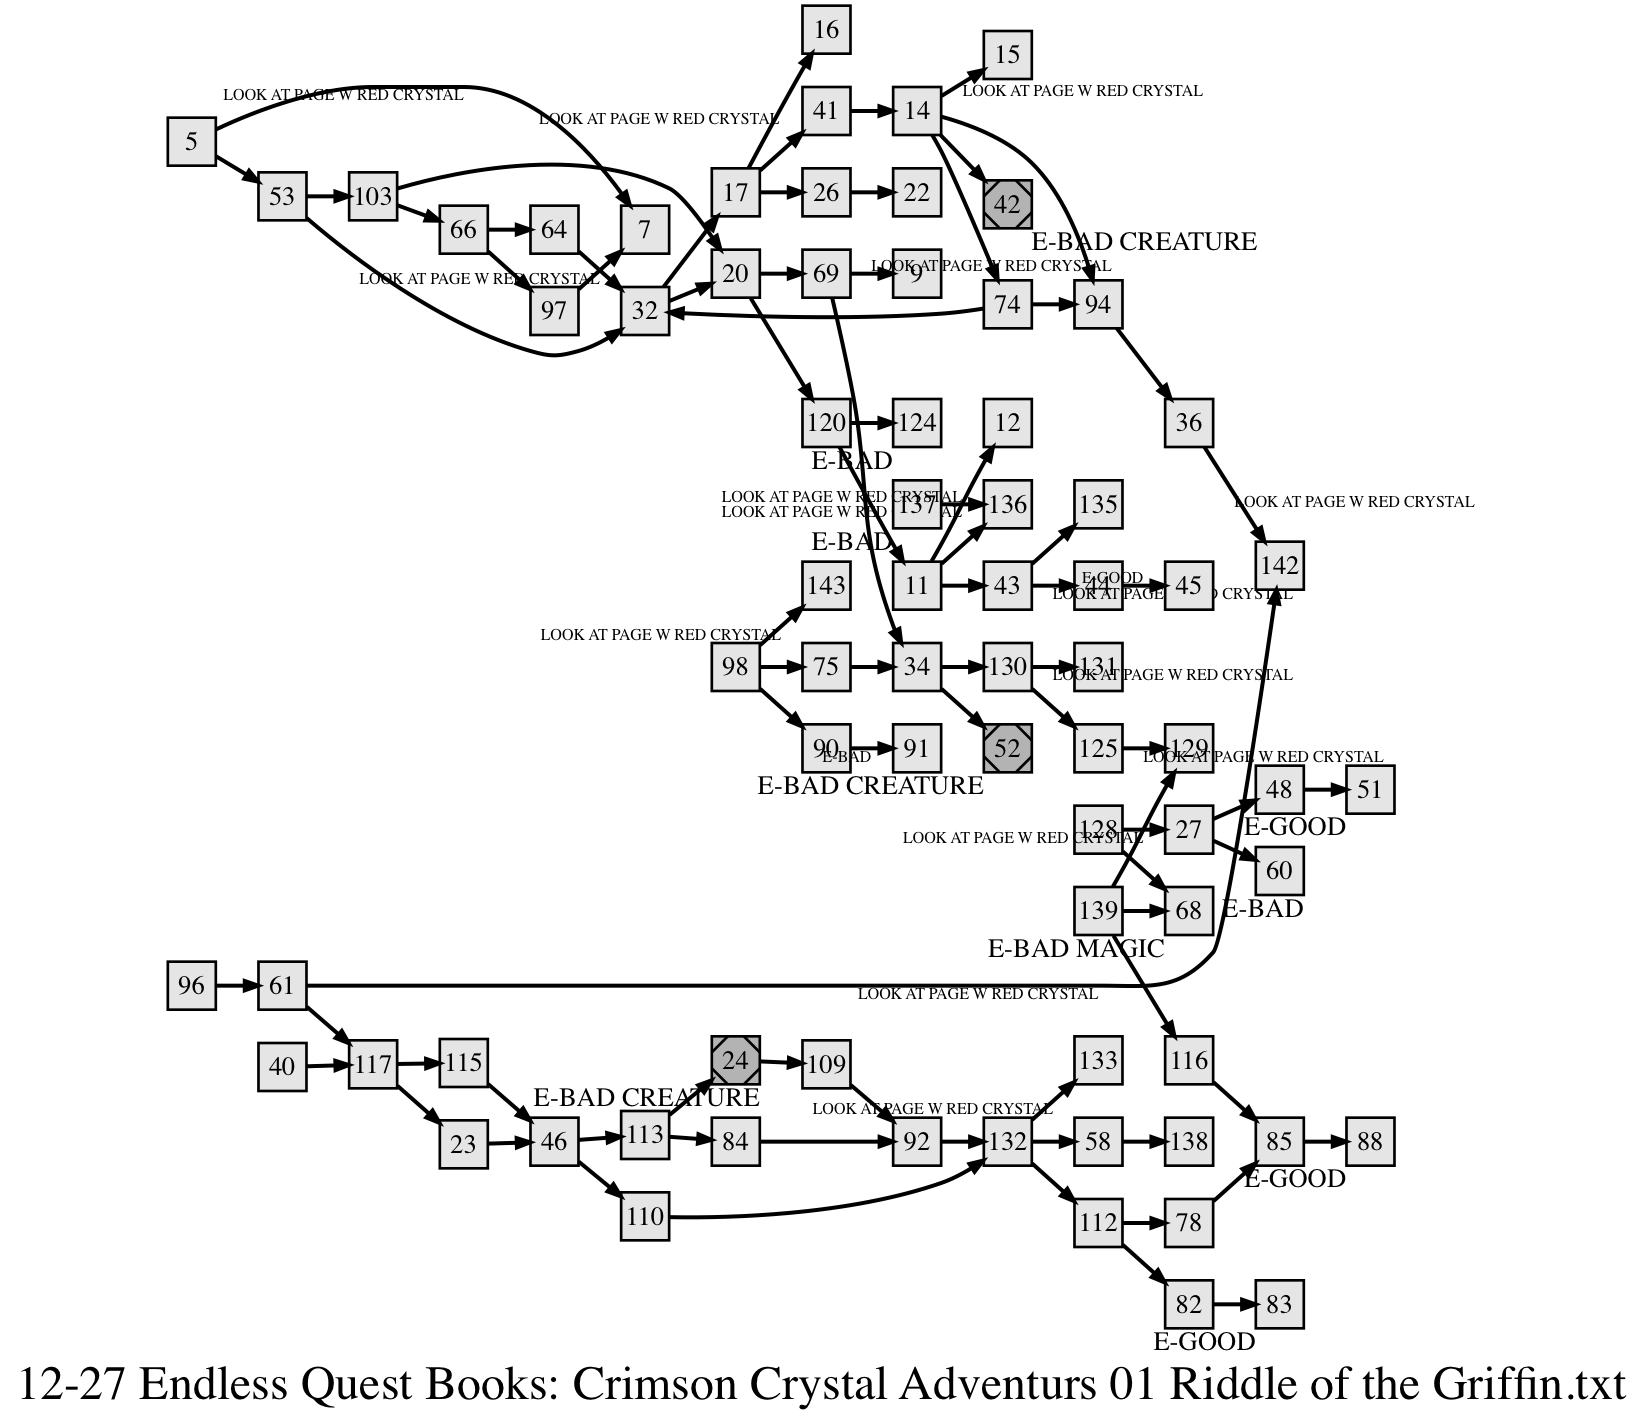 16
15
LOOK AT PAGE W RED CRYSTAL
LOOK AT PAGE W RED CRYSTAL
41
14
LOOK AT PAGE W RED CRYSTAL
5
53
103
17
26
22
42
66
64
7
E-BAD CREATURE
20
69
9
LOOK AT PAGE W RED CRYSTAL
LOOK AT PAGE W RED CRYSTAL
97
32
74
94
120
124
12
36
E-BAD
LOOK AT PAGE W RED CRYSTAL
137
136
135
LOOK AT PAGE W RED CRYSTAL
LOOK AT PAGE W RED CRYSTAL
E-BAD
142
143
11
43
44
45
E-GOOD
LOOK AT PAGE W RED CRYSTAL
LOOK AT PAGE W RED CRYSTAL
98
75
34
130
131
LOOK AT PAGE W RED CRYSTAL
90
91
52
125
129
E-BAD
LOOK AT PAGE W RED CRYSTAL
E-BAD CREATURE
48
51
128
27
E-GOOD
LOOK AT PAGE W RED CRYSTAL
60
139
68
E-BAD
E-BAD MAGIC
96
61
LOOK AT PAGE W RED CRYSTAL
40
117
115
24
109
133
116
E-BAD CREATURE
LOOK AT PAGE W RED CRYSTAL
23
46
113
84
92
132
58
138
85
88
E-GOOD
110
112
78
82
83
E-GOOD
12-27 Endless Quest Books: Crimson Crystal Adventurs 01 Riddle of the Griffin.txt